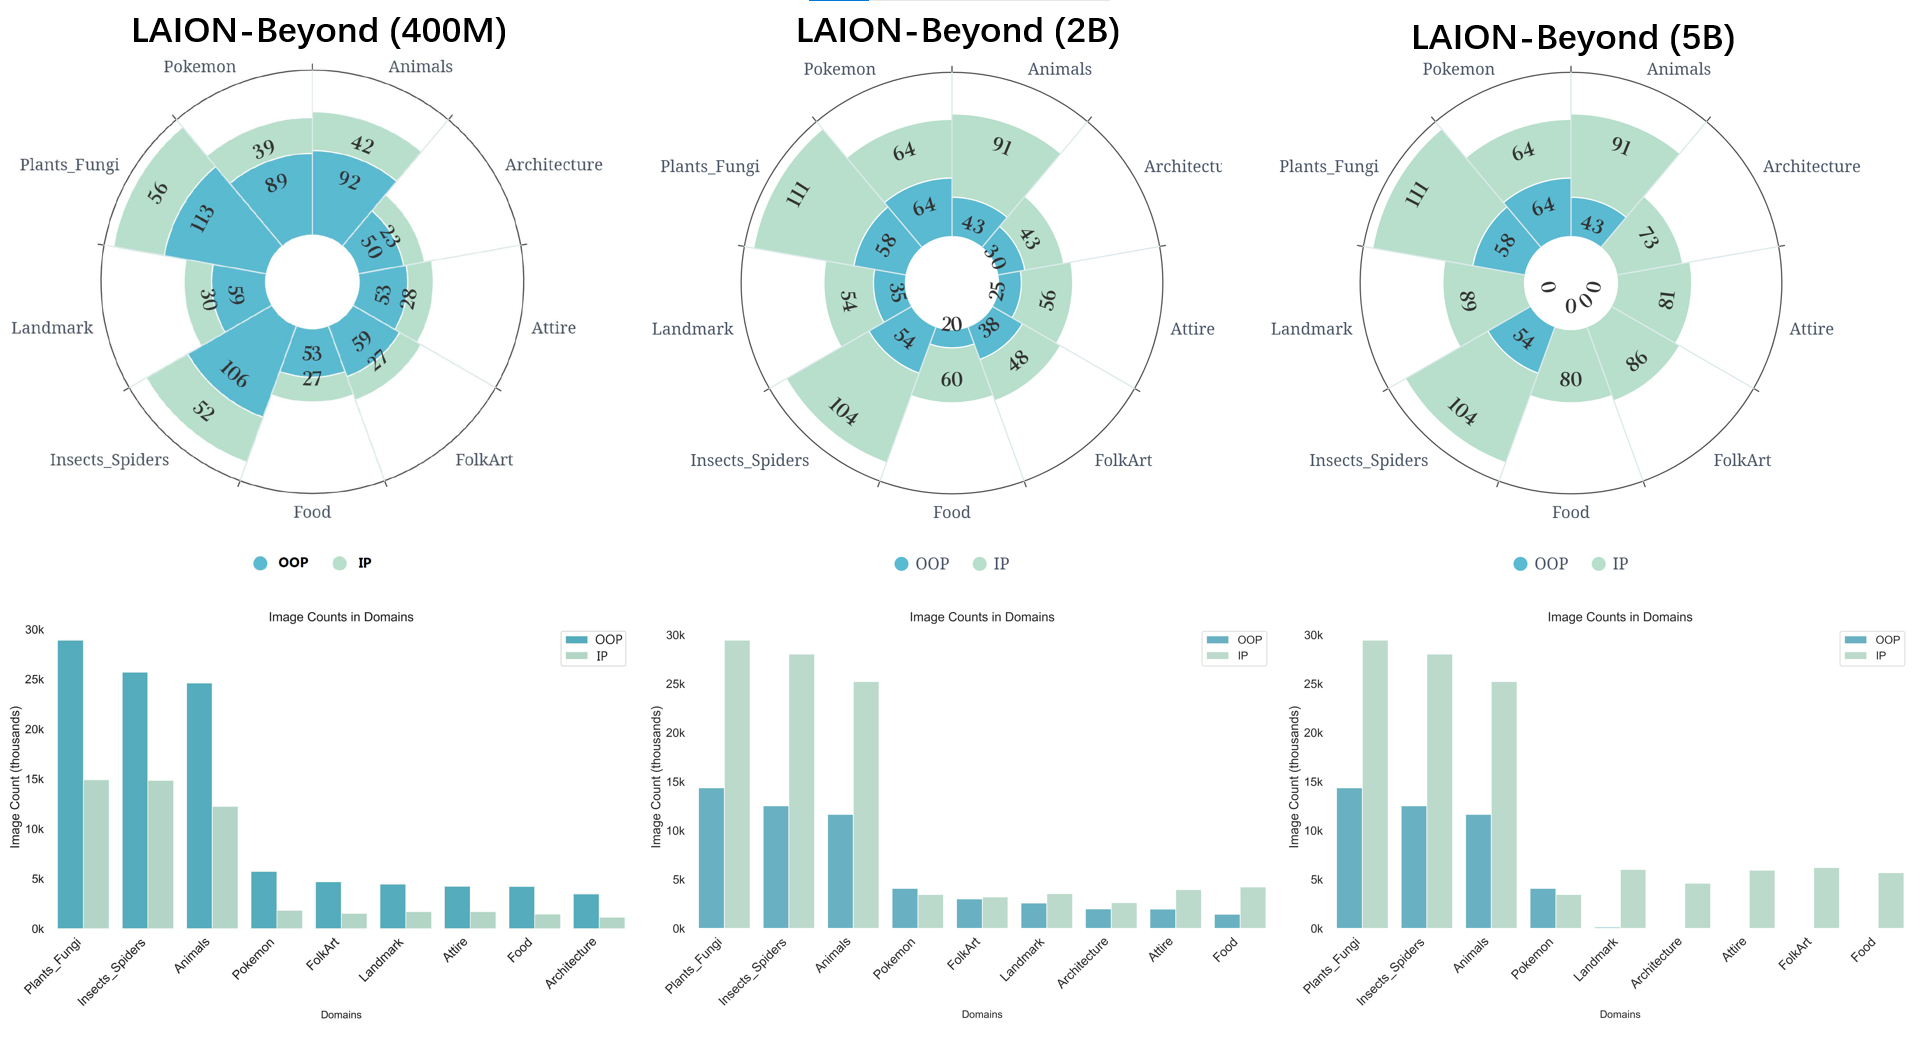 LAION-Beyond (400M)
Pokemon
Animals
Plants_Fungi
Architecture
Landmark
Attire
Insects_Spiders
FolkArt
Food
39
42
89
92
56
113
23
50
30
59
53
28
106
52
53
27
59
27
OOP
IP
LAION-Beyond (2B)
Pokemon
Animals
Plants_Fungi
Architectu
Landmark
Attire
Insects_Spiders
FolkArt
Food
64
91
64
43
111
58
43
30
54
35
25
56
54
104
20
60
38
48
OOP
IP
LAION-Beyond (5B)
Pokemon
Animals
Plants_Fungi
Architecture
Landmark
Attire
Insects_Spiders
FolkArt
Food
64
91
64
43
111
58
73
89
0
0
0
0
0
81
54
104
80
86
OOP
IP
Image Counts in Domains
OOP
IP
Image Count (thousands)
30k
25k
20k
15k
10k
5k
0k
Plants_Fungi
Insects_Spiders
Animals
Pokemon
FolkArt
Landmark
Attire
Food
Architecture
Domains
Image Counts in Domains
OOP
IP
Image Count (thousands)
30k
25k
20k
15k
10k
5k
0k
Plants_Fungi
Insects_Spiders
Animals
Pokemon
FolkArt
Landmark
Architecture
Attire
Food
Domains
Image Counts in Domains
OOP
IP
Image Count (thousands)
30k
25k
20k
15k
10k
5k
0k
Plants_Fungi
Insects_Spiders
Animals
Pokemon
Landmark
Architecture
Attire
FolkArt
Food
Domains